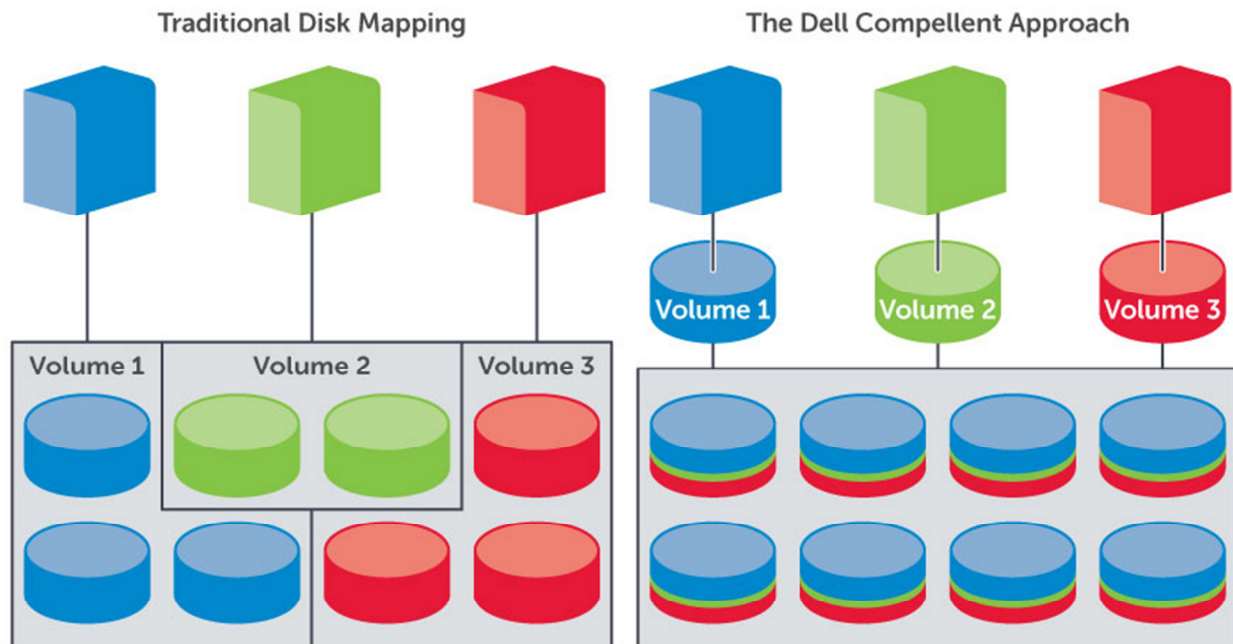 Traditional Disk Mapping
Volume 1
Volume 2
Volume 3
The Dell Compellent Approach
Volume 1
Volume 2
Volume 3